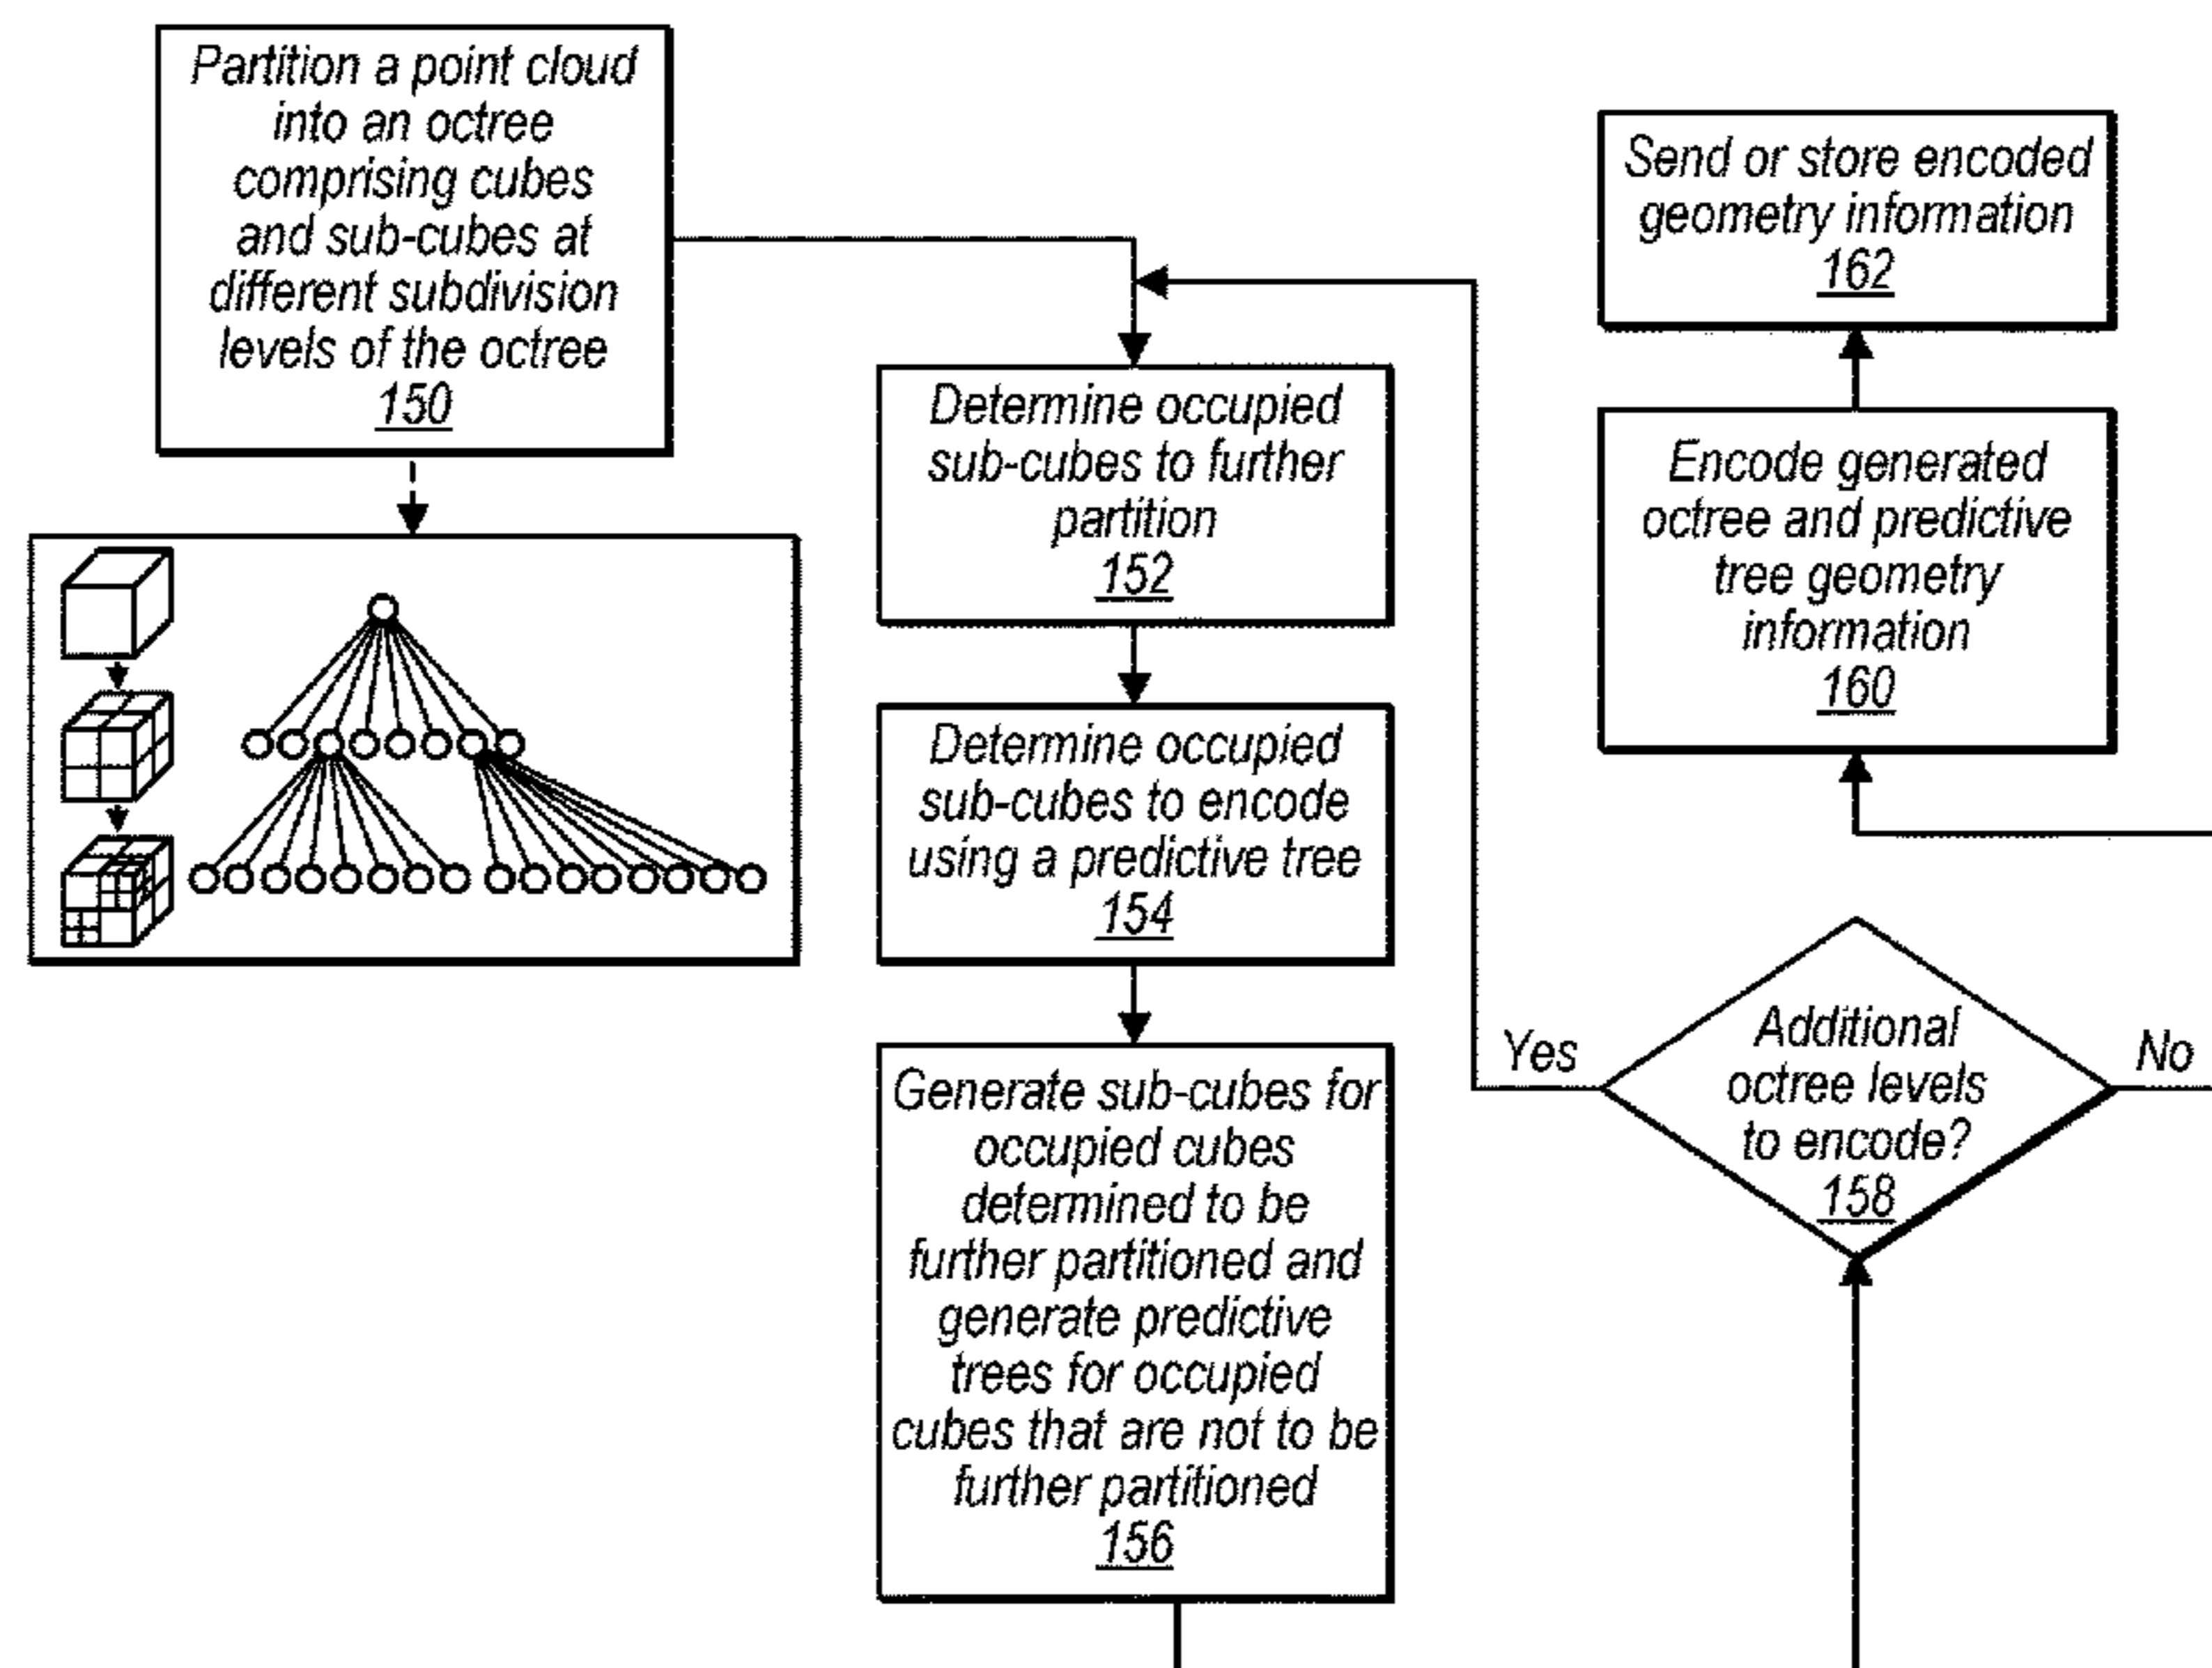 Partition a point cloud
into an octree
comprising cubes
and sub-cubes at
different subdivision
levels of the octree
150
Determine occupied
sub-cubes to further
partition
152
Determine occupied
sub-cubes to encode
using a predictive tree
154
Generate sub-cubes for
occupied cubes
determined to be
further partitioned and
generate predictive
trees for occupied
cubes that are not to be
further partitioned
156
Additional
octree levels
to encode?
158
Yes
No
Encode generated
octree and predictive
tree geometry
information
160
Send or store encoded
geometry information
162